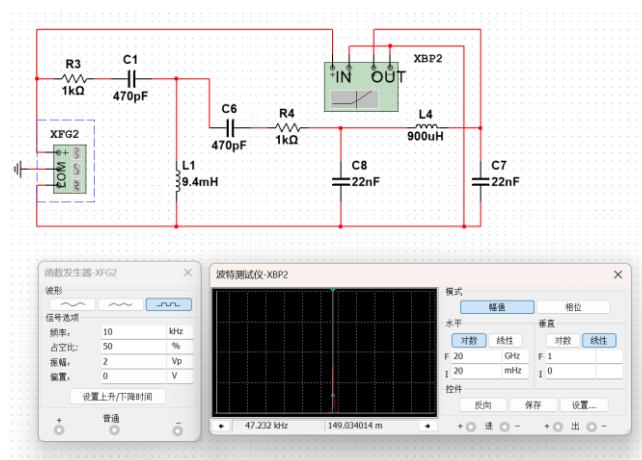 XBP2
+IN OUT
R3
1kΩ
C1
470pF
C6
470pF
R4
1kΩ
L4
900uH
XFG2
+
COM
L1
9.4mH
C8
22nF
C7
22nF
函数发生器-XFG2
波形
信号选项
频率: 10 kHz
占空比: 50 %
振幅: 2 Vp
偏置: 0 V
设置上升/下降时间
+ 普通 -
波特测试仪-XBP2
模式
幅值 相位
水平 垂直
对数 线性 对数 线性
F 20 GHz F 1
I 20 mHz I 0
控件
反向 保存 设置...
47.232 kHz 149.034014 m
+ 进 - + 出 -